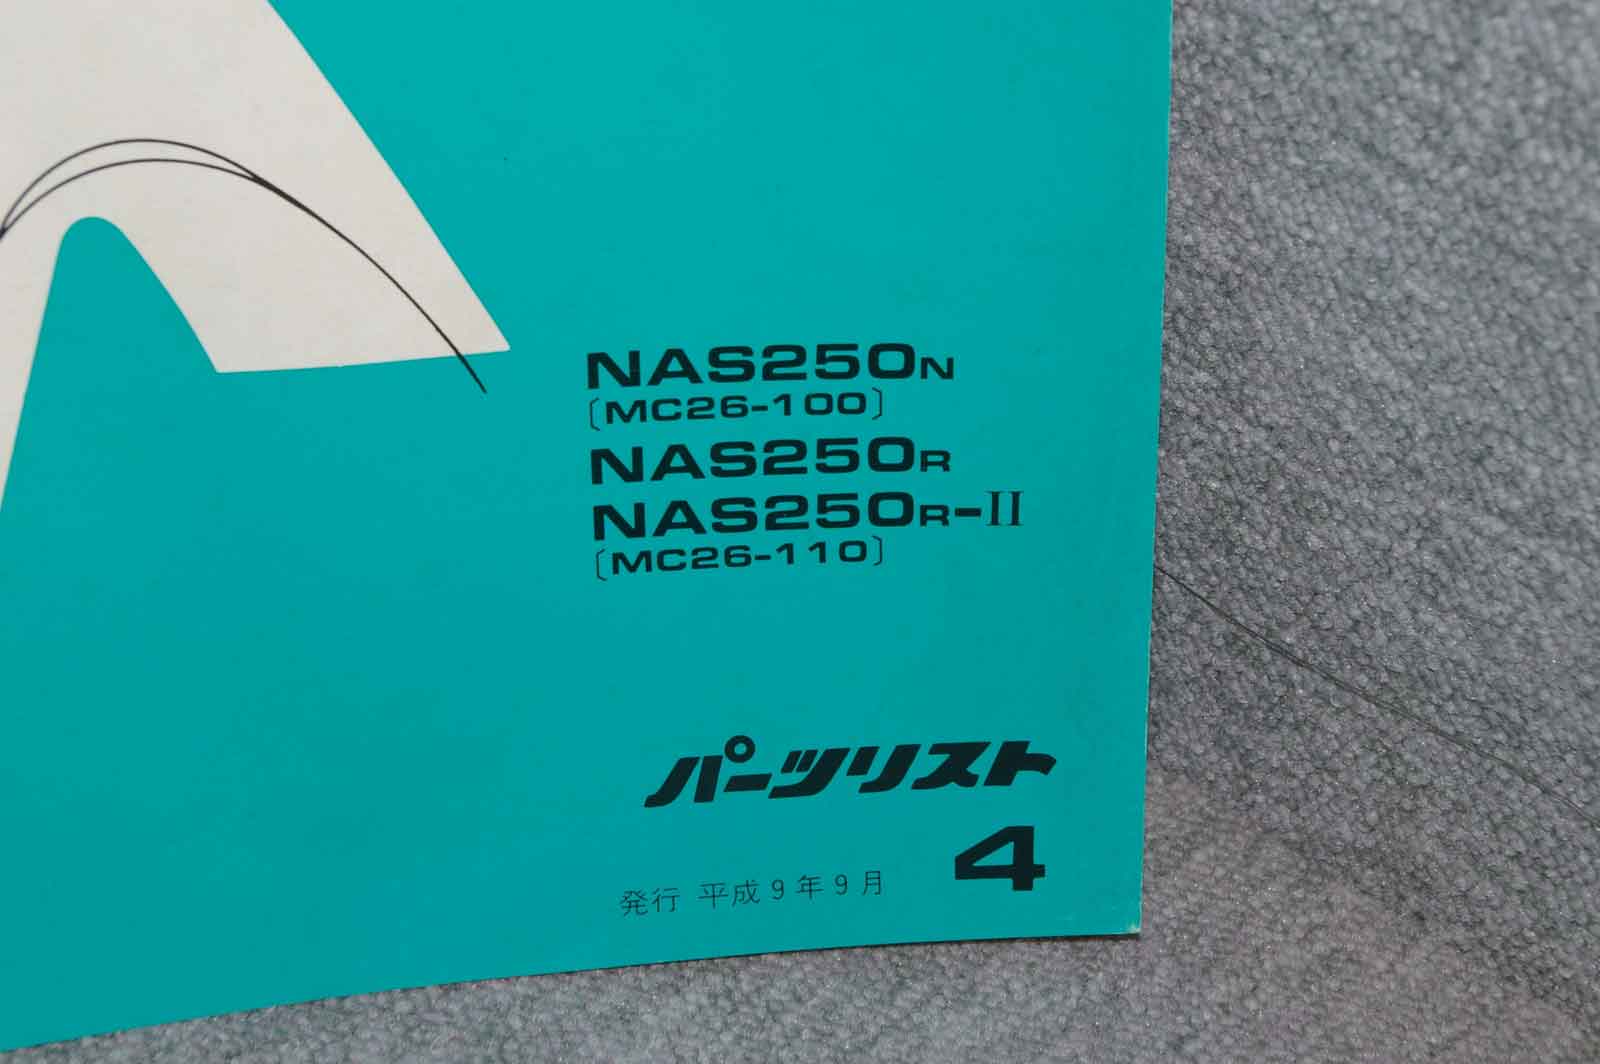 NAS250N
〔MC26-100〕
NAS250R
NAS250R-II
〔MC26-110〕
パーツリスト
4
発行 平成9年9月